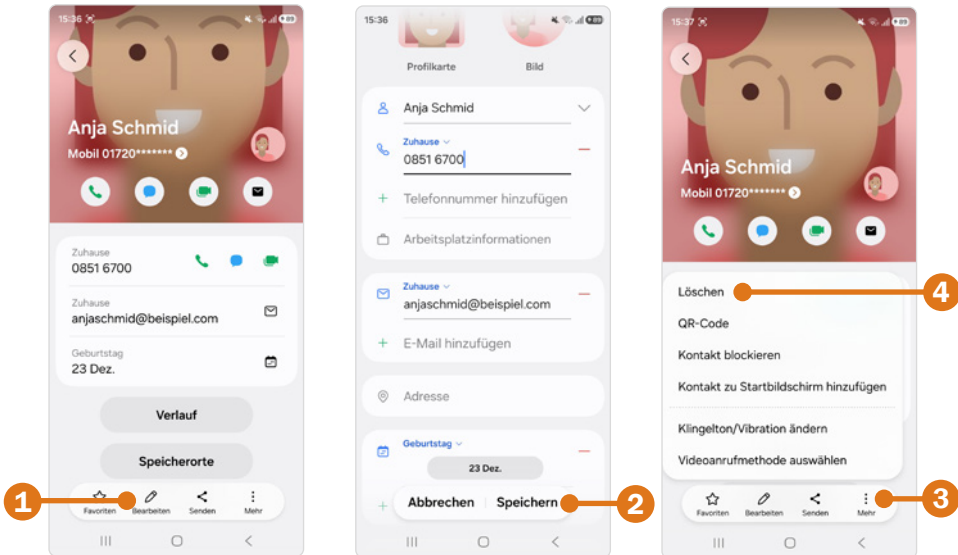 15:36
89
Anja Schmid
Mobil 01720*******
Zuhause
0851 6700
Zuhause
anjaschmid@beispiel.com
Geburtstag
23 Dez.
Verlauf
Speicherorte
1
Favoriten
Bearbeiten
Senden
Mehr
15:36
89
Profilkarte
Bild
Anja Schmid
Zuhause
0851 6700
Telefonnummer hinzufügen
Arbeitsplatzinformationen
Zuhause
anjaschmid@beispiel.com
E-Mail hinzufügen
Adresse
Geburtstag
23 Dez.
Abbrechen
Speichern
2
15:37
89
Anja Schmid
Mobil 01720*******
Löschen
4
QR-Code
Kontakt blockieren
Kontakt zu Startbildschirm hinzufügen
Klingelton/Vibration ändern
Videoanrufmethode auswählen
Favoriten
Bearbeiten
Senden
Mehr
3